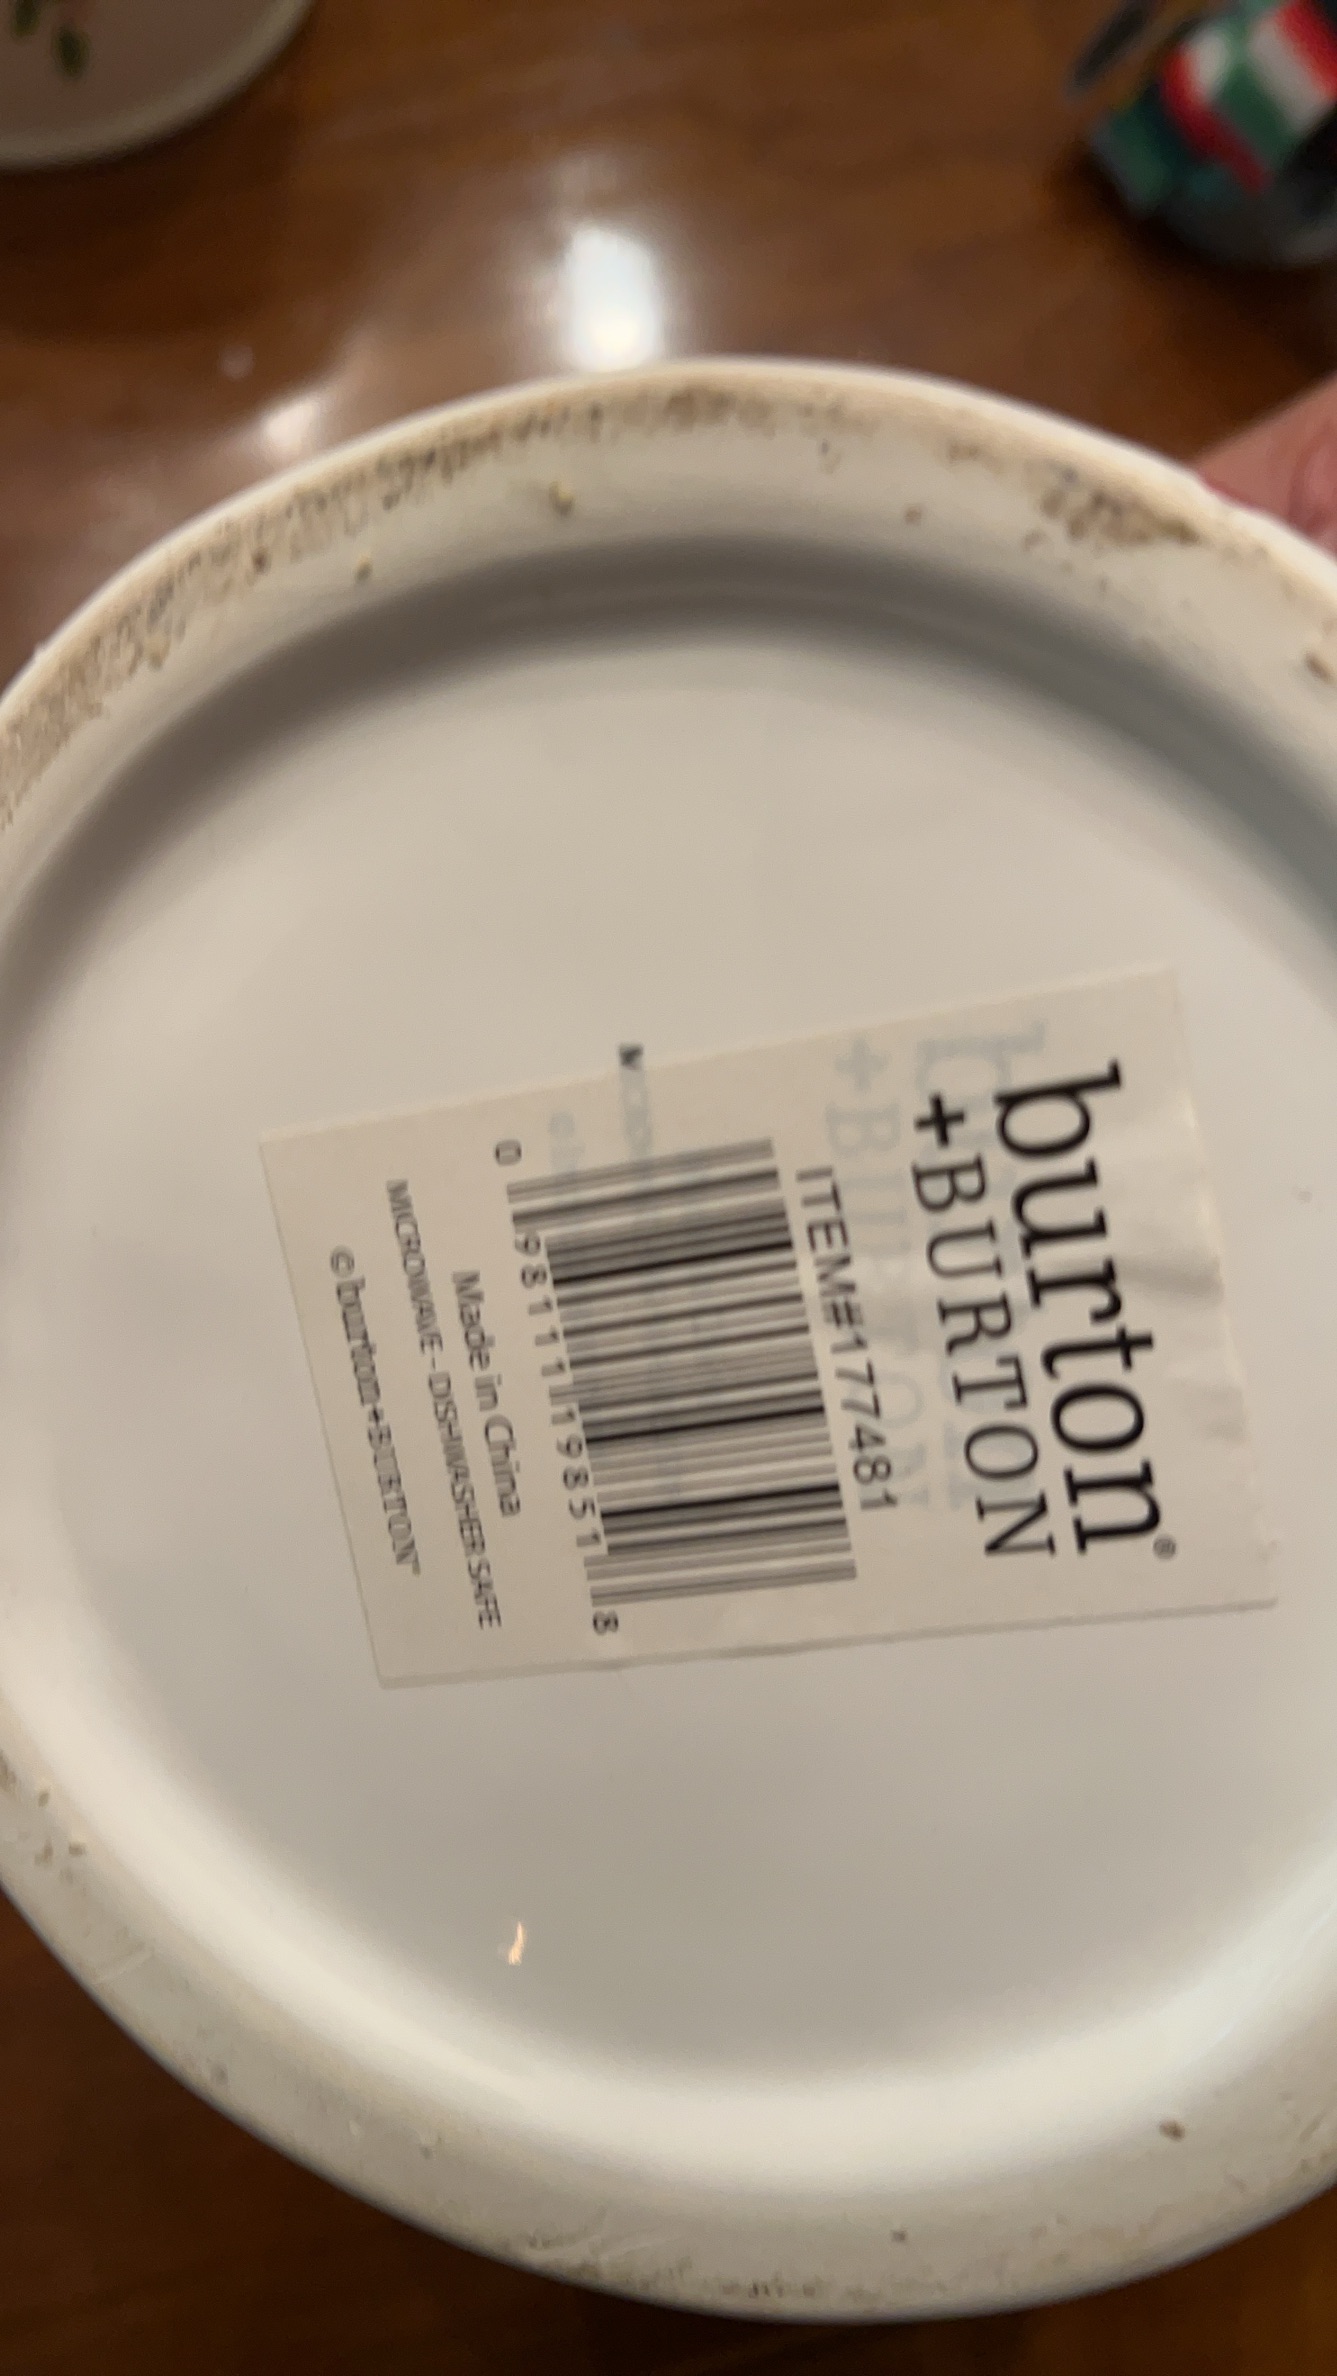 burton®
+BURTON
ITEM#177481
0 98111 19851 8
Made in China
MICROWAVE - DISHWASHER SAFE
©burton+BURTON™